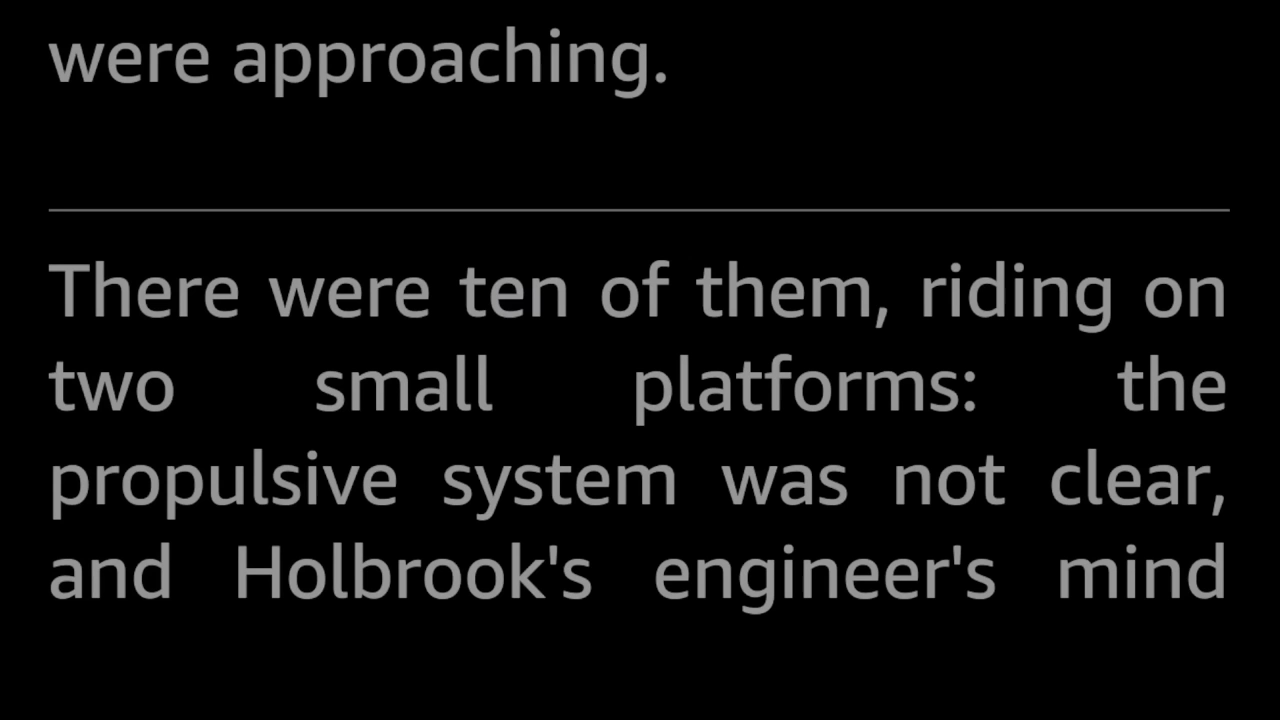 were approaching.
There were ten of them, riding on
two small platforms: the
propulsive system was not clear,
and Holbrook's engineer's mind